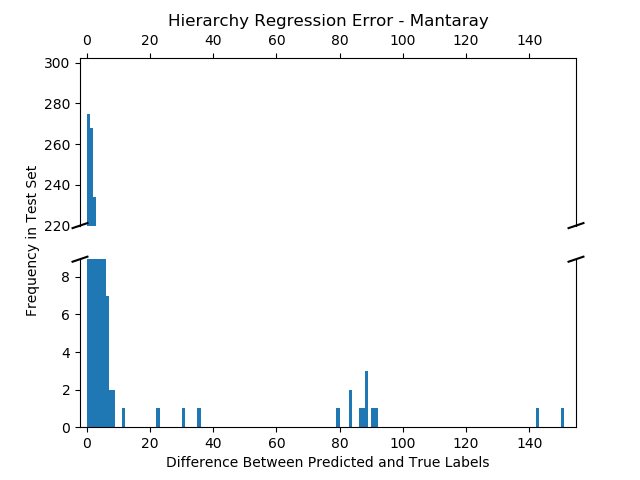 Hierarchy Regression Error - Mantaray
0 20 40 60 80 100 120 140
300
280
260
240
220
Frequency in Test Set
8
6
4
2
0
0 20 40 60 80 100 120 140
Difference Between Predicted and True Labels